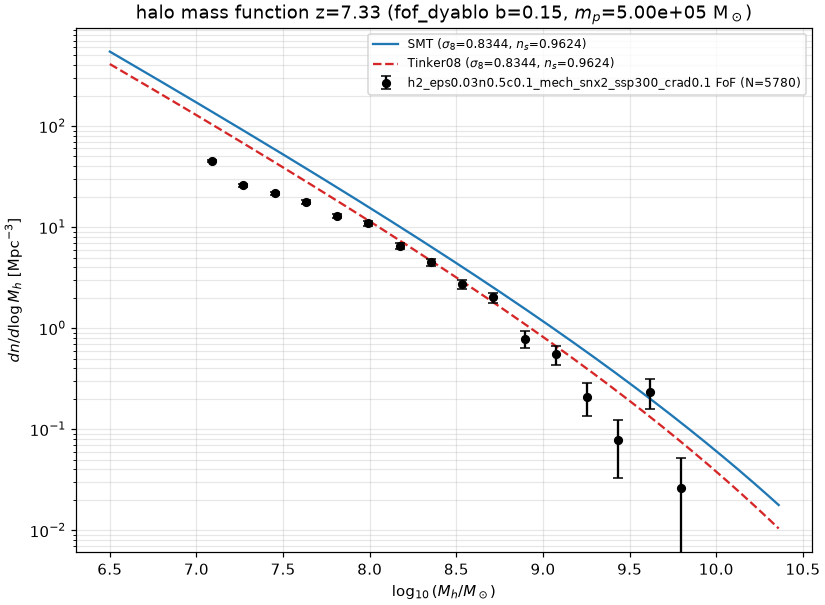 halo mass function z=7.33 (fof_dyablo b=0.15, $m_p$=5.00e+05 M$_\odot$)
SMT ($\sigma_8$=0.8344, $n_s$=0.9624)
Tinker08 ($\sigma_8$=0.8344, $n_s$=0.9624)
h2_eps0.03n0.5c0.1_mech_snx2_ssp300_crad0.1 FoF (N=5780)
$dn/d\log M_h$ [Mpc$^{-3}$]
$10^2$
$10^1$
$10^0$
$10^{-1}$
$10^{-2}$
6.5 7.0 7.5 8.0 8.5 9.0 9.5 10.0 10.5
$\log_{10}(M_h/M_\odot)$